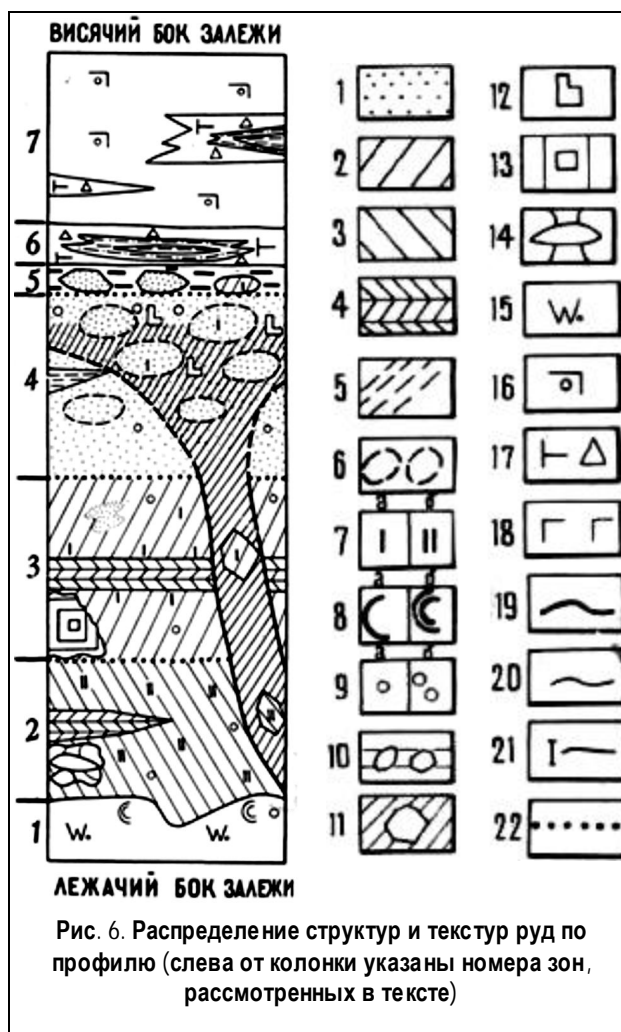 ВИСЯЧИЙ БОК ЗАЛЕЖИ
7
6
5
4
3
2
1
ЛЕЖАЧИЙ БОК ЗАЛЕЖИ
1
2
3
4
5
6
а б
7 I II
а б
8
а б
9
10
11
12
13
14
15 W.
16
17
18
19
20
21 I
22
Рис. 6. Распределение структур и текстур руд по
профилю (слева от колонки указаны номера зон,
рассмотренных в тексте)